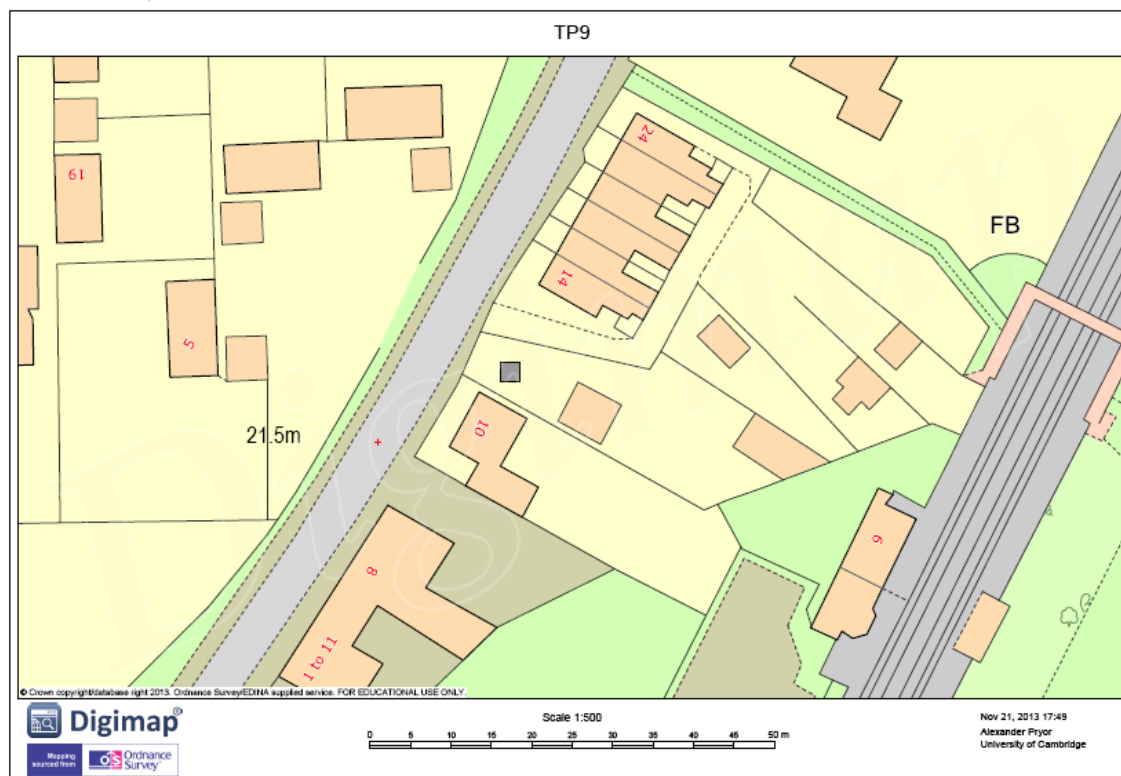 TP9
24
19
FB
14
5
10
21.5m
8
6
1 to 11
© Crown copyright/database right 2013. Ordnance Survey/EDINA supplied service. FOR EDUCATIONAL USE ONLY.
Digimap®
Mapping
sourced from
OS Ordnance
Survey®
Scale 1:500
0 5 10 15 20 25 30 35 40 45 50 m
Nov 21, 2013 17:49
Alexander Pryor
University of Cambridge
Digimap